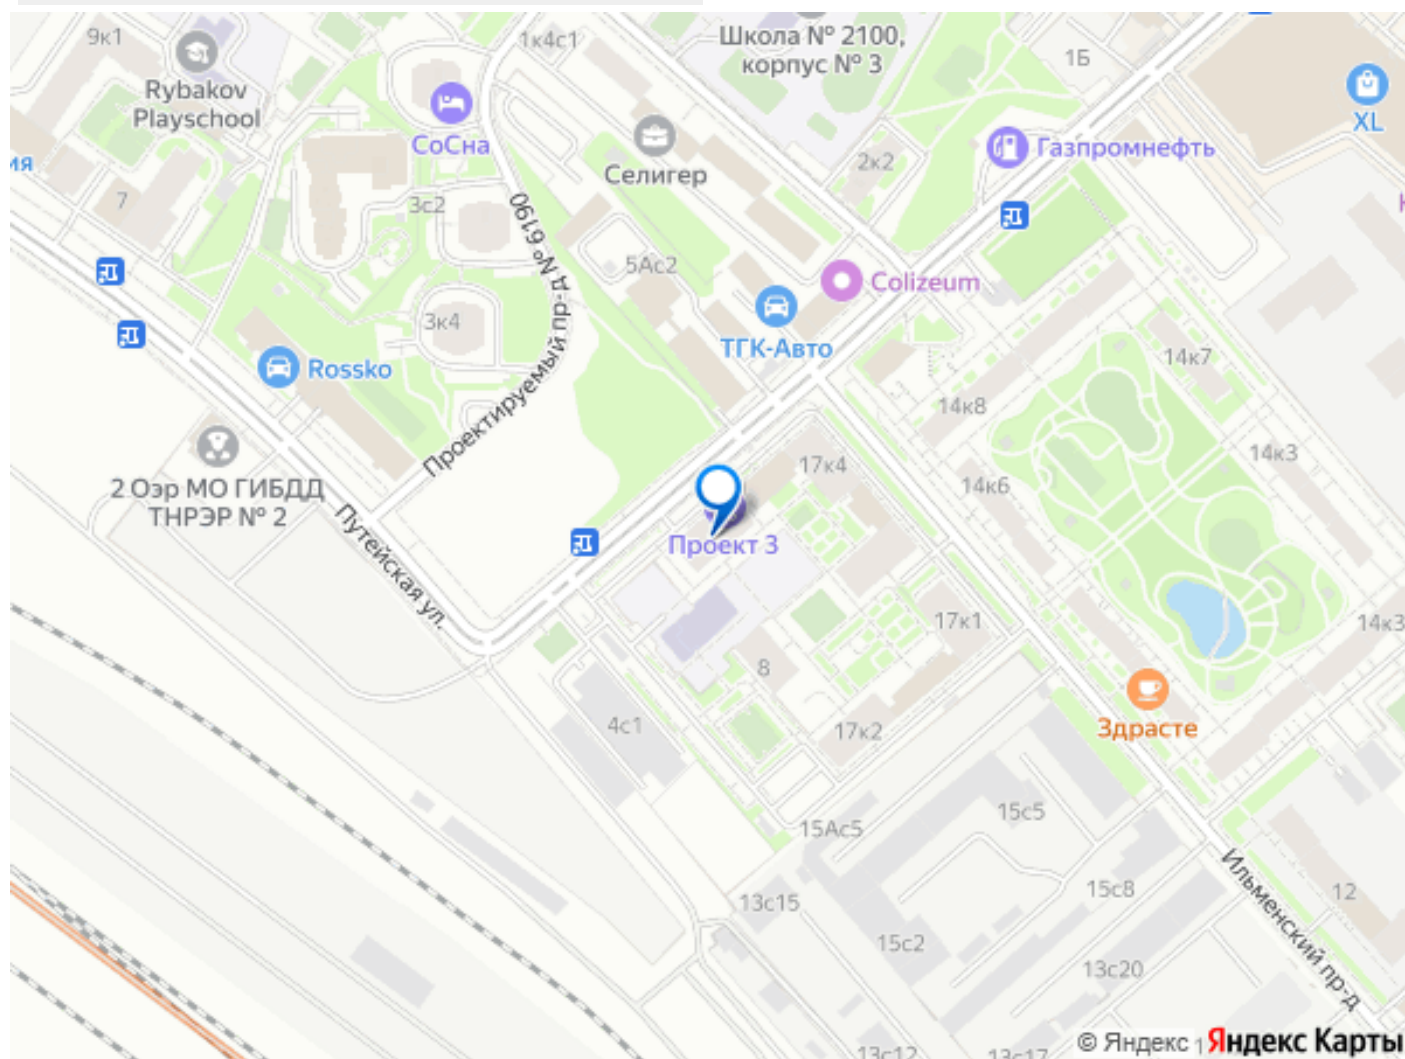 9к1
Rybakov
Playschool
1к4с1
Школа № 2100,
корпус № 3
1Б
XL
СоСна
Селигер
2к2
Газпромнефть
ия
7
3с2
5Ас2
Проектируемый пр-д № 6190
Colizeum
ТГК-Авто
3к4
Rossko
14к7
14к8
14к3
14к6
17к4
2 Оэр МО ГИБДД
ТНРЭР № 2
Путейская ул.
Проект 3
17к1
14к3
8
4с1
17к2
Здрасте
15с5
15Ас5
15с8
13с15
15с2
12
13с20
Ильменский пр-д
13с12
13с17
© Яндекс
Яндекс Карты